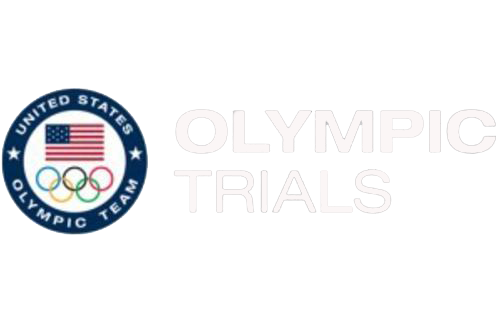 UNITED STATES
OLYMPIC TEAM
OLYMPIC
TRIALS